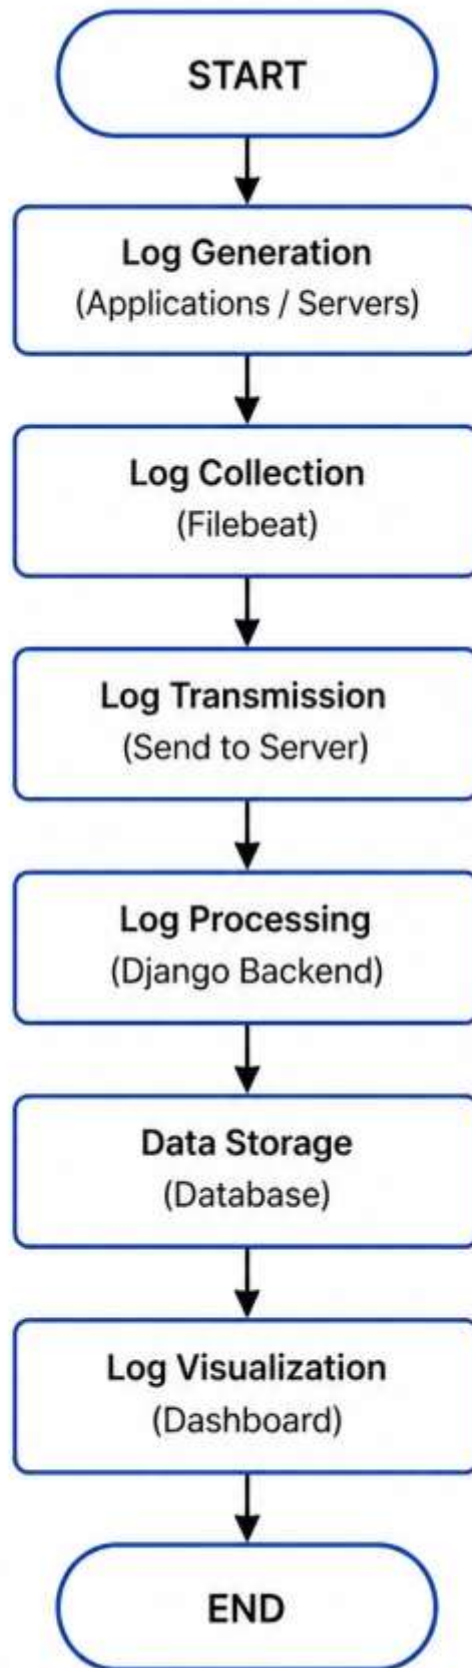 START
Log Generation
(Applications / Servers)
Log Collection
(Filebeat)
Log Transmission
(Send to Server)
Log Processing
(Django Backend)
Data Storage
(Database)
Log Visualization
(Dashboard)
END